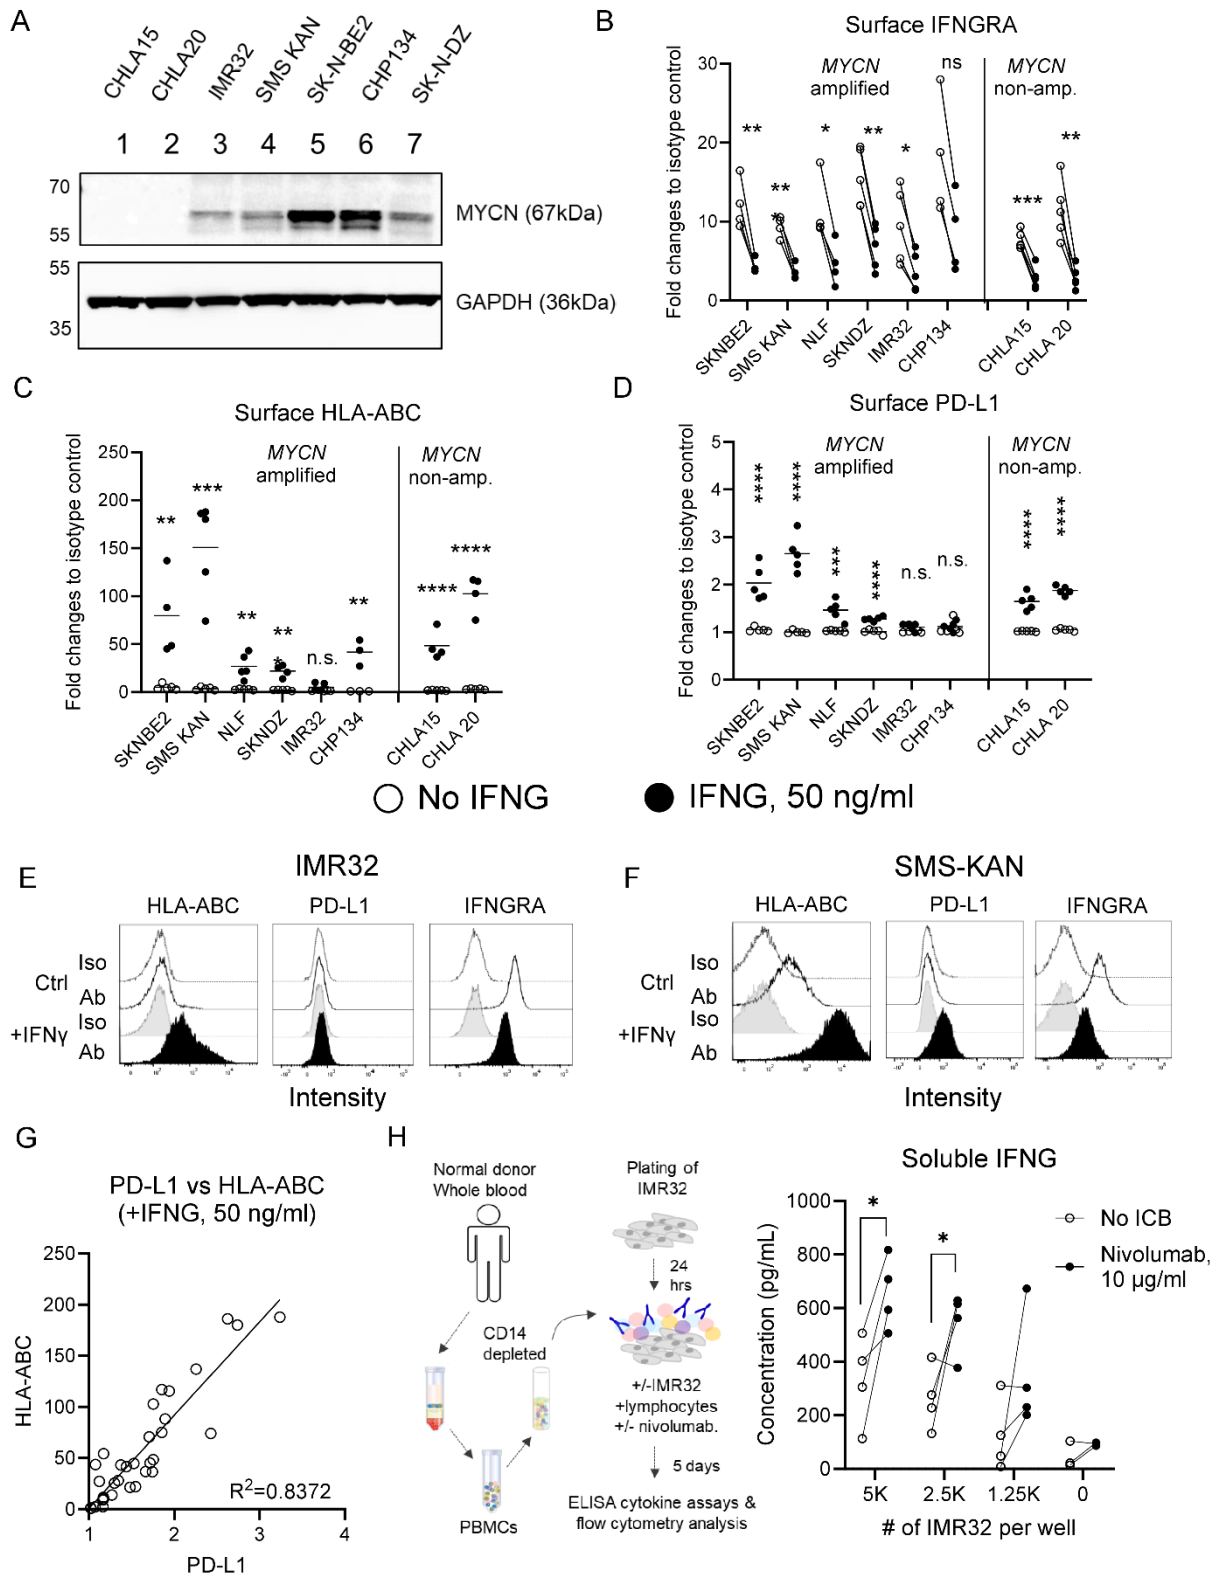 A
CHLA15
CHLA20
IMR32
SMS KAN
SK-N-BE2
CHP134
SK-N-DZ
1 2 3 4 5 6 7
70
55
MYCN (67kDa)
55
35
GAPDH (36kDa)
B
Surface IFNGRA
Fold changes to isotype control
30
20
10
0
MYCN
amplified
MYCN
non-amp.
**
**
*
*
**
*
ns
***
**
SKNBE2
SMS KAN
NLF
SKNDZ
IMR32
CHP134
CHLA15
CHLA 20
C
Surface HLA-ABC
Fold changes to isotype control
250
200
150
100
50
0
MYCN
amplified
MYCN
non-amp.
**
***
**
**
*
n.s.
**
****
****
SKNBE2
SMS KAN
NLF
SKNDZ
IMR32
CHP134
CHLA15
CHLA 20
D
Surface PD-L1
Fold changes to isotype control
5
4
3
2
1
0
MYCN
amplified
MYCN
non-amp.
****
****
***
****
n.s.
n.s.
****
****
SKNBE2
SMS KAN
NLF
SKNDZ
IMR32
CHP134
CHLA15
CHLA 20
No IFNG
IFNG, 50 ng/ml
E
IMR32
HLA-ABC
PD-L1
IFNGRA
Ctrl
Iso
Ab
+IFNγ
Iso
Ab
Intensity
F
SMS-KAN
HLA-ABC
PD-L1
IFNGRA
Ctrl
Iso
Ab
+IFNγ
Iso
Ab
Intensity
G
PD-L1 vs HLA-ABC
(+IFNG, 50 ng/ml)
HLA-ABC
250
200
150
100
50
0
R2=0.8372
1 2 3 4
PD-L1
H
Normal donor
Whole blood
CD14
depleted
PBMCs
Plating of
IMR32
24
hrs
+/-IMR32
+lymphocytes
+/- nivolumab.
5 days
ELISA cytokine assays &
flow cytometry analysis
Soluble IFNG
Concentration (pg/mL)
1000
800
600
400
200
0
*
*
No ICB
Nivolumab,
10 µg/ml
5K 2.5K 1.25K 0
# of IMR32 per well